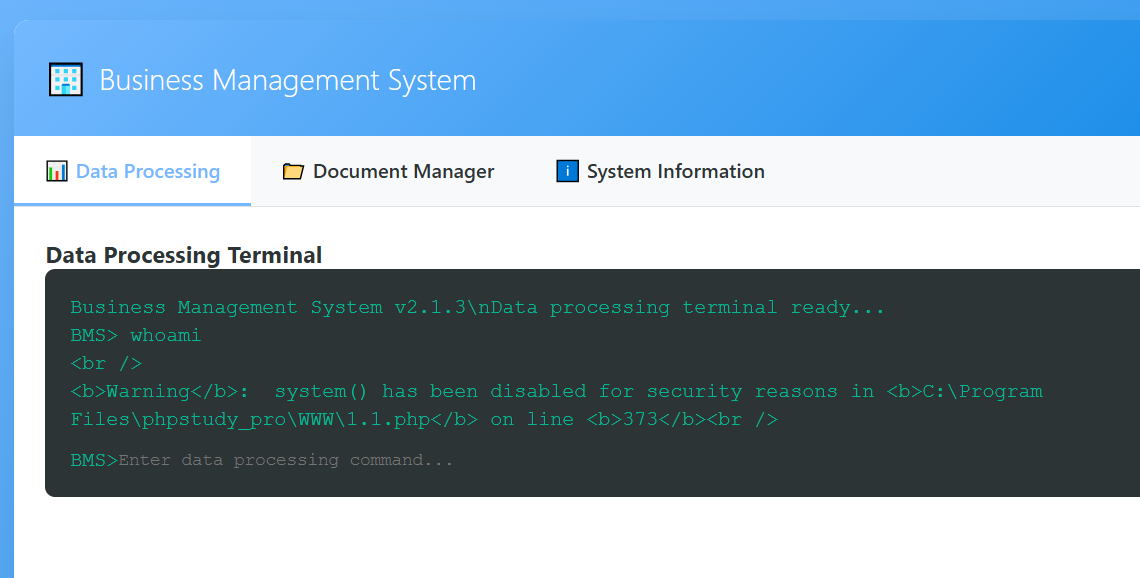 Business Management System
Data Processing
Document Manager
System Information
Data Processing Terminal
Business Management System v2.1.3\nData processing terminal ready...
BMS> whoami
<br />
<b>Warning</b>:  system() has been disabled for security reasons in <b>C:\Program
Files\phpstudy_pro\WWW\1.1.php</b> on line <b>373</b><br />
BMS>Enter data processing command...